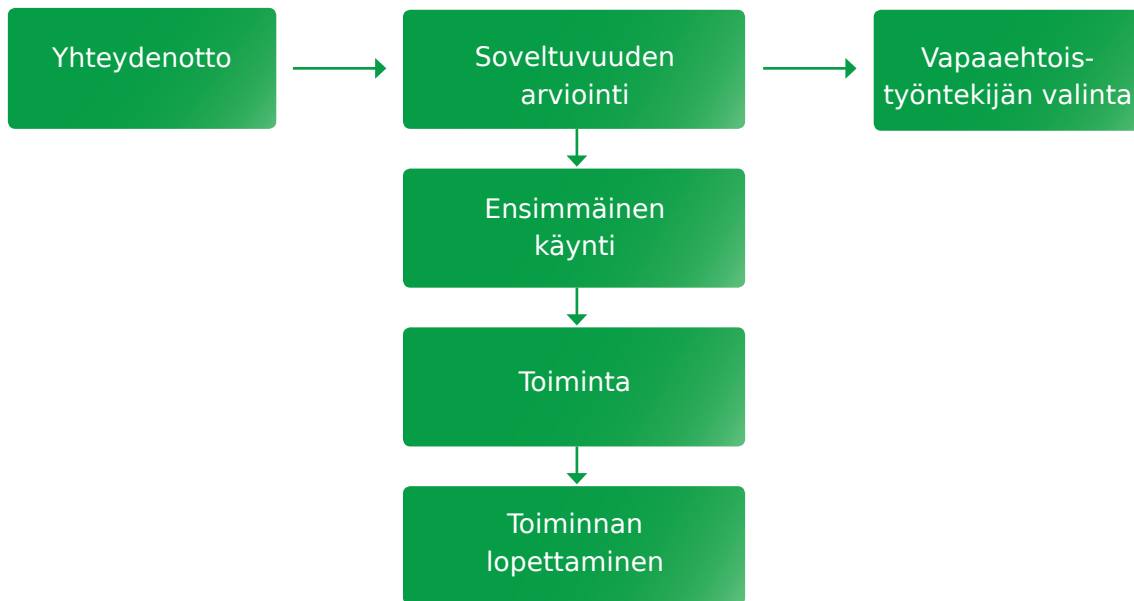 Yhteydenotto
Soveltuvuuden
arviointi
Vapaaehtois-
työntekijän valinta
Ensimmäinen
käynti
Toiminta
Toiminnan
lopettaminen